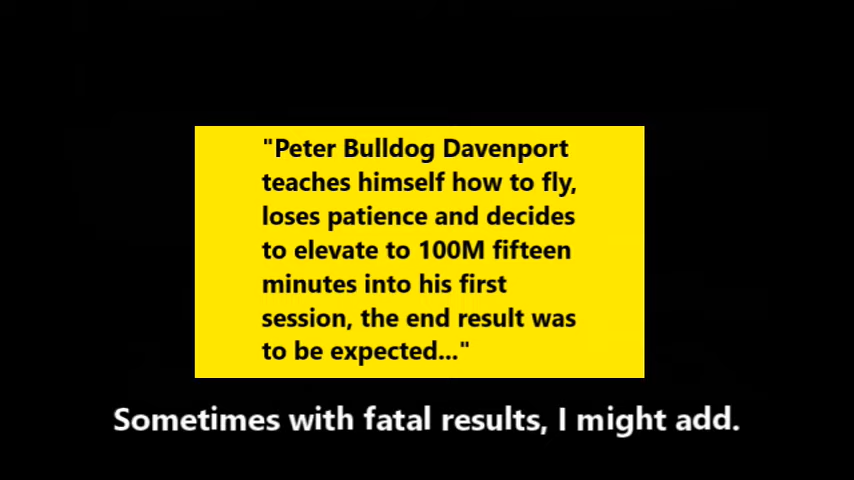 "Peter Bulldog Davenport
teaches himself how to fly,
loses patience and decides
to elevate to 100M fifteen
minutes into his first
session, the end result was
to be expected..."
Sometimes with fatal results, I might add.